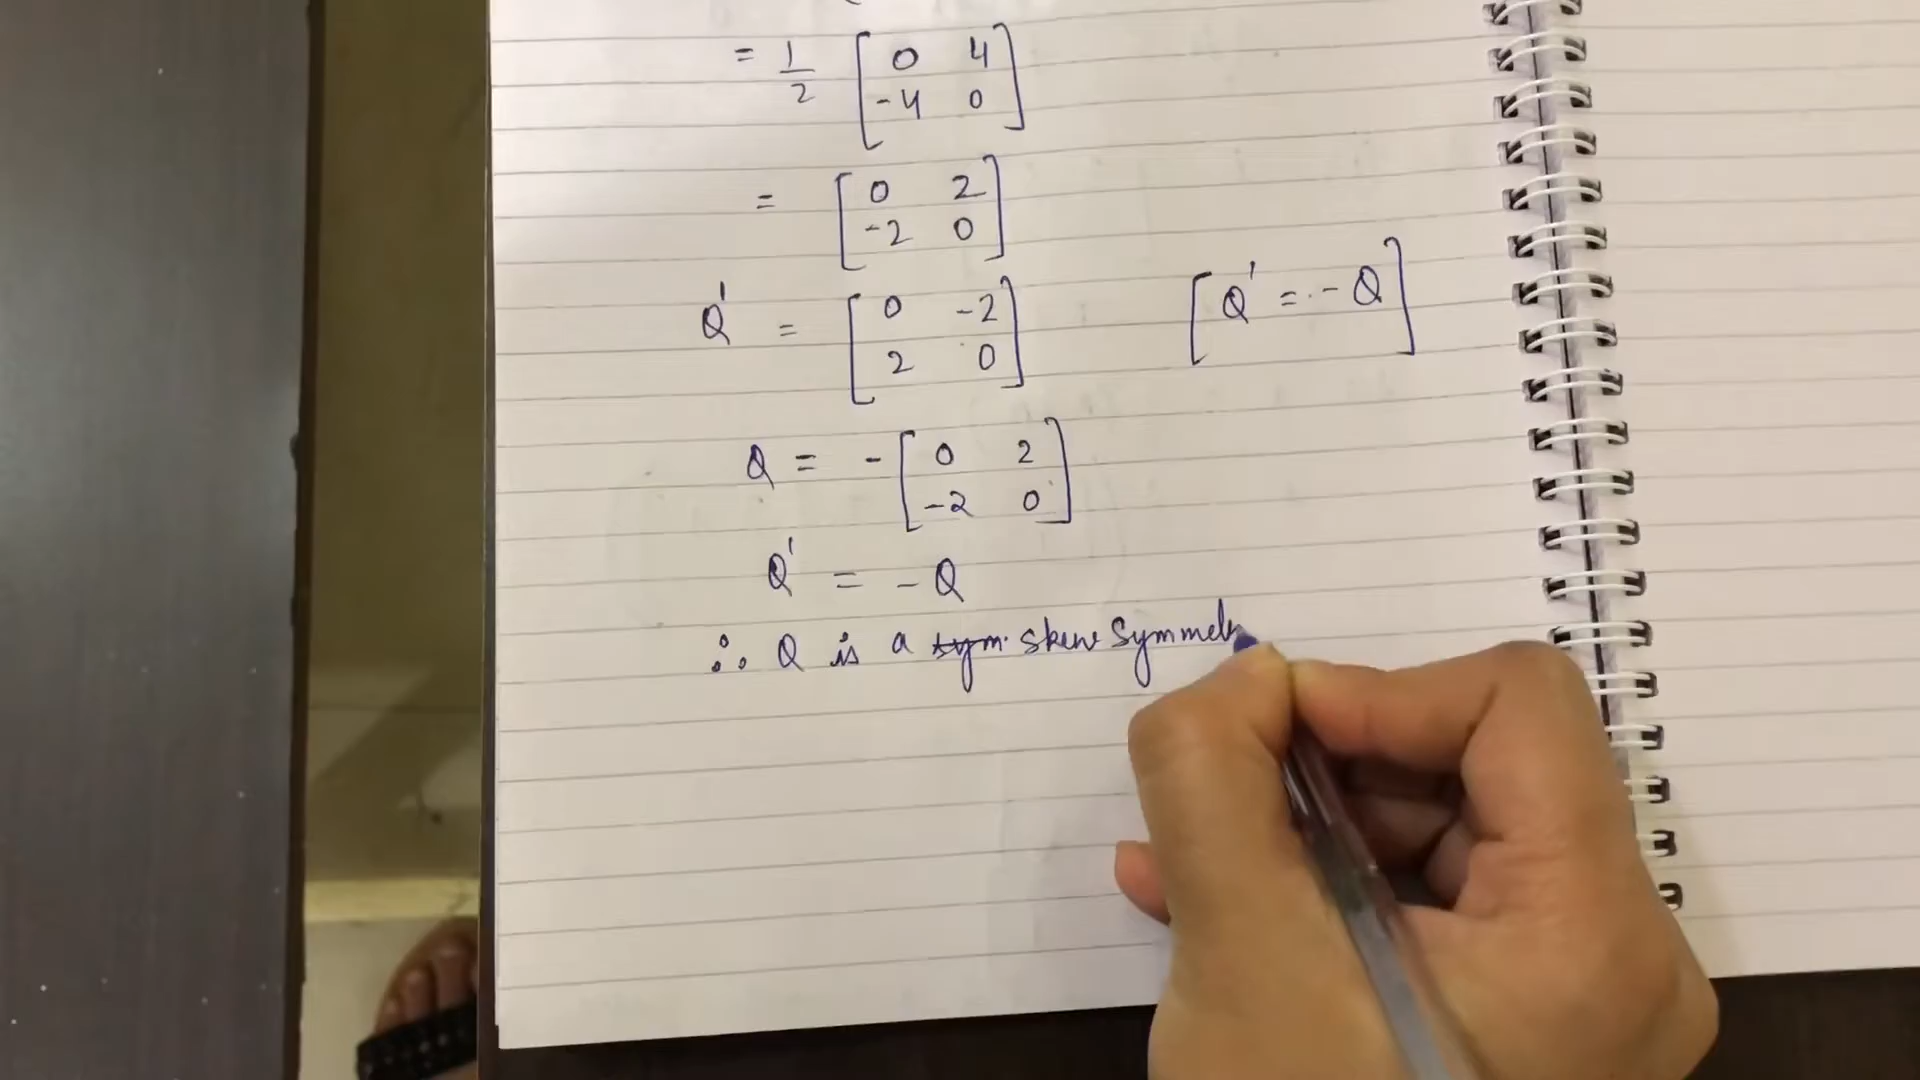 = 1/2 [0 4
-4 0]
= [0 2
-2 0]
Q' = [0 -2
2 0]
[Q' = - Q]
Q = - [0 2
-2 0]
Q' = - Q
∴ Q is a sym. skew Symmetr